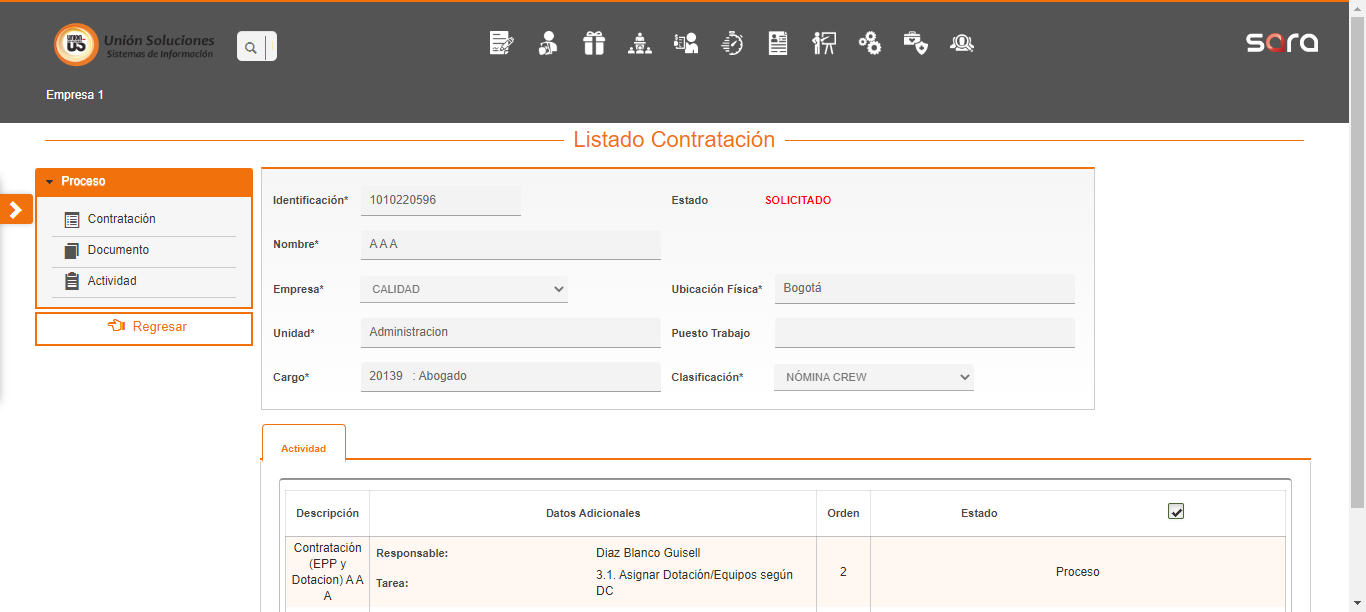 Unión Soluciones
Sistemas de Información
sara
Empresa 1
Listado Contratación
Proceso
Contratación
Documento
Actividad
Regresar
Identificación* 1010220596 Estado SOLICITADO
Nombre* A A A
Empresa* CALIDAD Ubicación Física* Bogotá
Unidad* Administracion Puesto Trabajo
Cargo* 20139 : Abogado Clasificación* NÓMINA CREW
Actividad
Descripción Datos Adicionales Orden Estado
Contratación
(EPP y
Dotacion) A A
A
Responsable: Diaz Blanco Guisell
Tarea: 3.1. Asignar Dotación/Equipos según
DC
2
Proceso